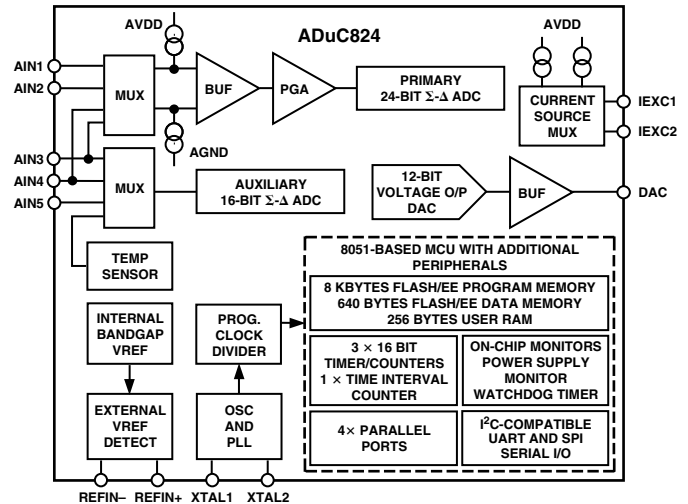 ADuC824
AVDD
AVDD
AIN1
AIN2
MUX
BUF
PGA
PRIMARY
24-BIT Σ-Δ ADC
CURRENT
SOURCE
MUX
IEXC1
IEXC2
AGND
AIN3
AIN4
AIN5
MUX
AUXILIARY
16-BIT Σ-Δ ADC
12-BIT
VOLTAGE O/P
DAC
BUF
DAC
TEMP
SENSOR
8051-BASED MCU WITH ADDITIONAL
PERIPHERALS
8 KBYTES FLASH/EE PROGRAM MEMORY
640 BYTES FLASH/EE DATA MEMORY
256 BYTES USER RAM
INTERNAL
BANDGAP
VREF
PROG.
CLOCK
DIVIDER
3 × 16 BIT
TIMER/COUNTERS
1 × TIME INTERVAL
COUNTER
ON-CHIP MONITORS
POWER SUPPLY
MONITOR
WATCHDOG TIMER
EXTERNAL
VREF
DETECT
OSC
AND
PLL
4× PARALLEL
PORTS
I²C-COMPATIBLE
UART AND SPI
SERIAL I/O
REFIN– REFIN+ XTAL1 XTAL2